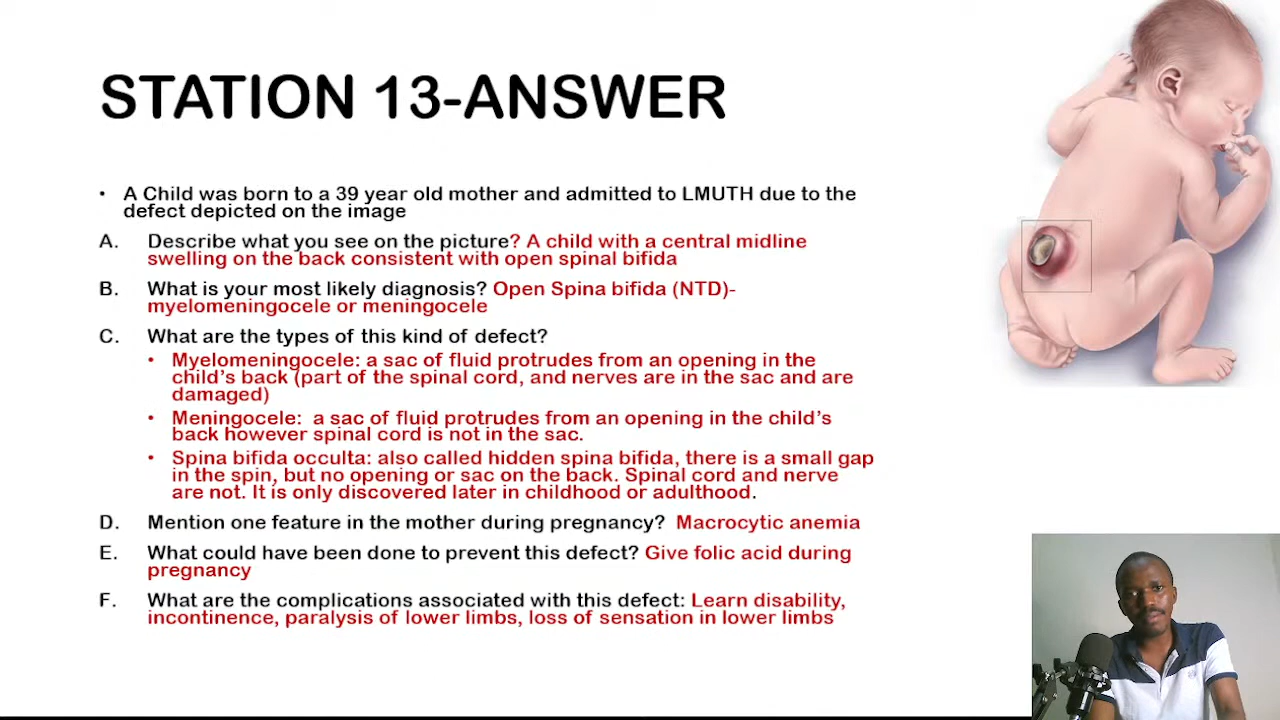 STATION 13-ANSWER
• A Child was born to a 39 year old mother and admitted to LMUTH due to the
defect depicted on the image
A. Describe what you see on the picture? A child with a central midline
swelling on the back consistent with open spinal bifida
B. What is your most likely diagnosis? Open Spina bifida (NTD)-
myelomeningocele or meningocele
C. What are the types of this kind of defect?
• Myelomeningocele: a sac of fluid protrudes from an opening in the
child's back (part of the spinal cord, and nerves are in the sac and are
damaged)
• Meningocele: a sac of fluid protrudes from an opening in the child's
back however spinal cord is not in the sac.
• Spina bifida occulta: also called hidden spina bifida, there is a small gap
in the spin, but no opening or sac on the back. Spinal cord and nerve
are not. It is only discovered later in childhood or adulthood.
D. Mention one feature in the mother during pregnancy? Macrocytic anemia
E. What could have been done to prevent this defect? Give folic acid during
pregnancy
F. What are the complications associated with this defect: Learn disability,
incontinence, paralysis of lower limbs, loss of sensation in lower limbs